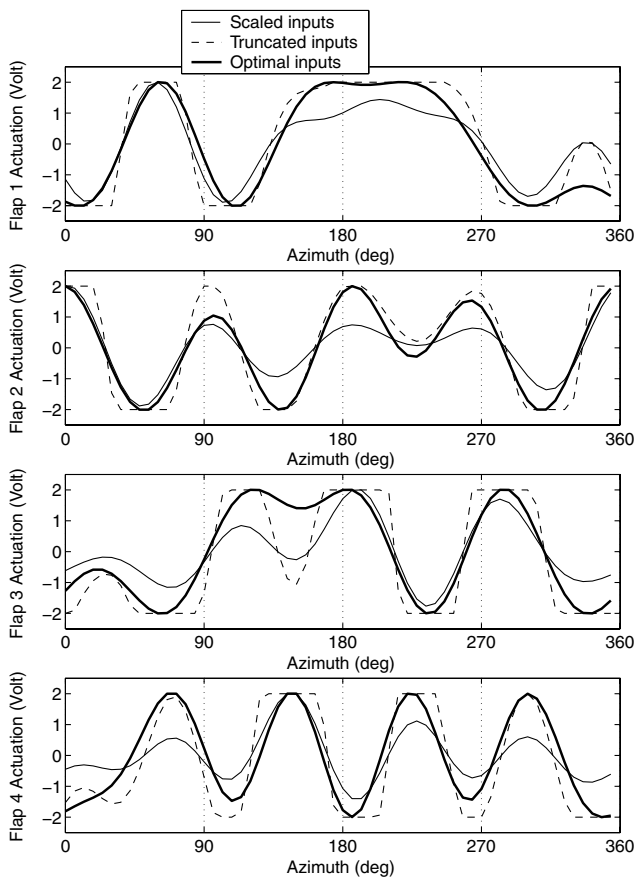 Scaled inputs
Truncated inputs
Optimal inputs
Flap 1 Actuation (Volt)
2
1
0
−1
−2
0 90 180 270 360
Azimuth (deg)
Flap 2 Actuation (Volt)
2
1
0
−1
−2
0 90 180 270 360
Azimuth (deg)
Flap 3 Actuation (Volt)
2
1
0
−1
−2
0 90 180 270 360
Azimuth (deg)
Flap 4 Actuation (Volt)
2
1
0
−1
−2
0 90 180 270 360
Azimuth (deg)